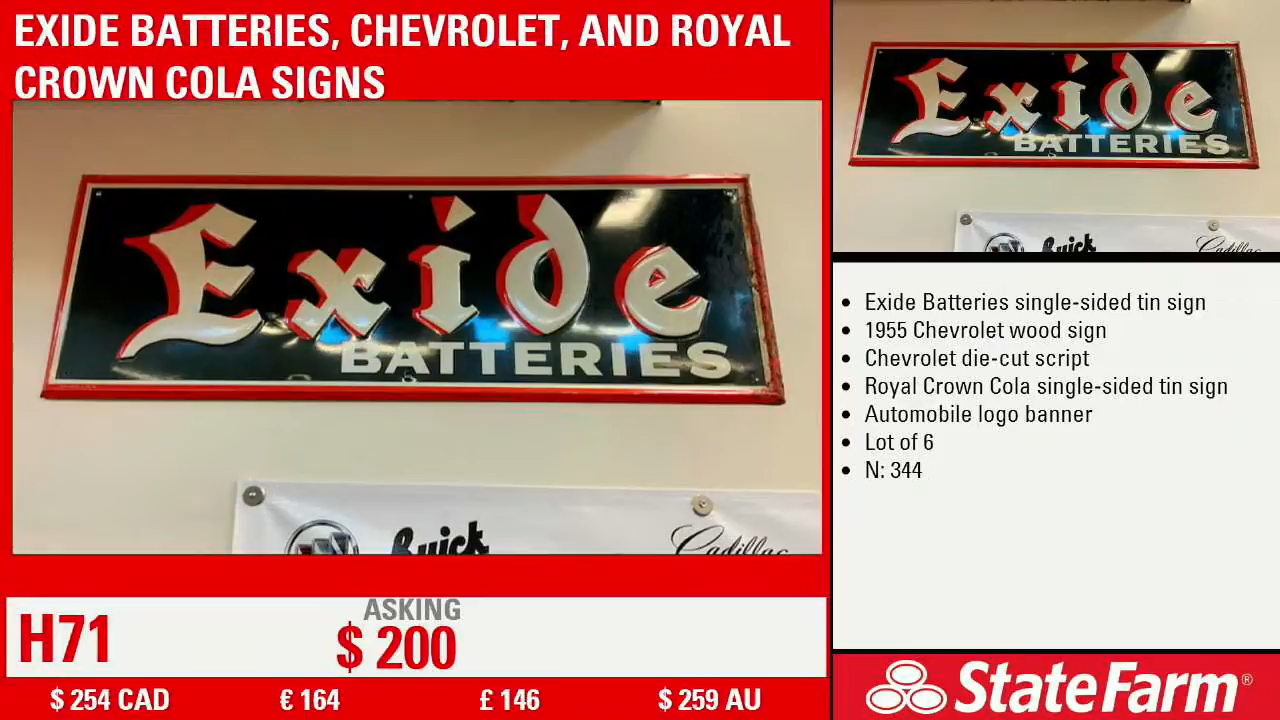 EXIDE BATTERIES, CHEVROLET, AND ROYAL
CROWN COLA SIGNS
Exide
BATTERIES
Buick
Cadillac
Exide
BATTERIES
Buick
Cadillac
• Exide Batteries single-sided tin sign
• 1955 Chevrolet wood sign
• Chevrolet die-cut script
• Royal Crown Cola single-sided tin sign
• Automobile logo banner
• Lot of 6
• N: 344
H71
ASKING
$ 200
$ 254 CAD
€ 164
£ 146
$ 259 AU
StateFarm®